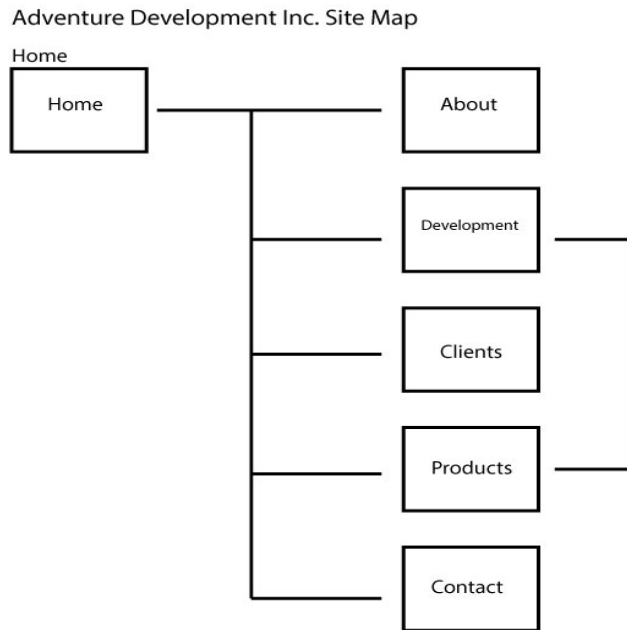 Adventure Development Inc. Site Map
Home
Home
About
Development
Clients
Products
Contact